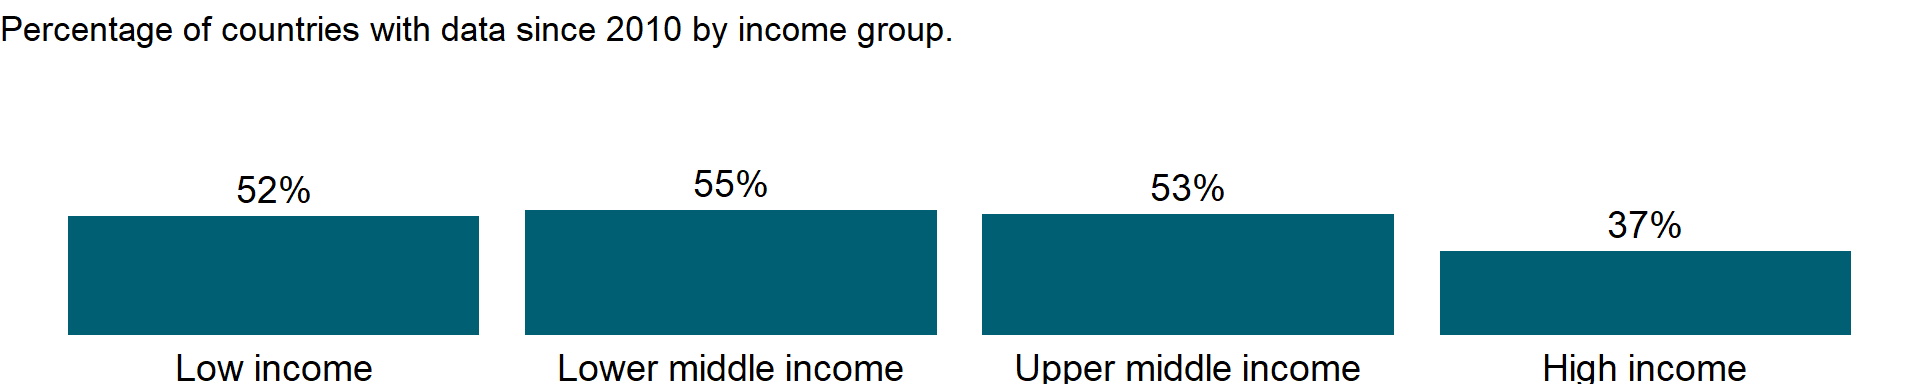 Percentage of countries with data since 2010 by income group.
52%
55%
53%
37%
Low income
Lower middle income
Upper middle income
High income